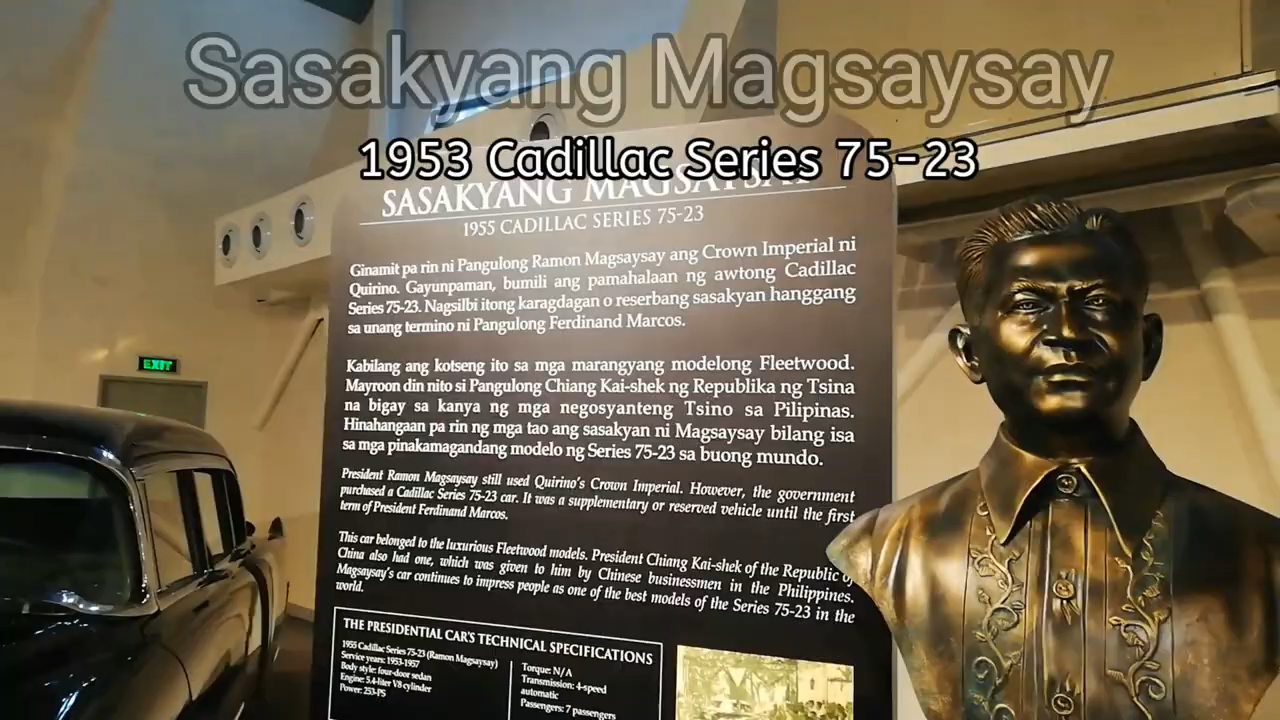 Sasakyang Magsaysay
1953 Cadillac Series 75-23
SASAKYANG MAGSAYSAY
1955 CADILLAC SERIES 75-23
Ginamit pa rin ni Pangulong Ramon Magsaysay ang Crown Imperial ni
Quirino. Gayunpaman, bumili ang pamahalaan ng awtong Cadillac
Series 75-23. Nagsilbi itong karagdagan o reserbang sasakyan hanggang
sa unang termino ni Pangulong Ferdinand Marcos.
Kabilang ang kotseng ito sa mga marangyang modelong Fleetwood.
Mayroon din nito si Pangulong Chiang Kai-shek ng Republika ng Tsina
na bigay sa kanya ng mga negosyanteng Tsino sa Pilipinas.
Hinahangaan pa rin ng mga tao ang sasakyan ni Magsaysay bilang isa
sa mga pinakamagandang modelo ng Series 75-23 sa buong mundo.
President Ramon Magsaysay still used Quirino's Crown Imperial. However, the government
purchased a Cadillac Series 75-23 car. It was a supplementary or reserved vehicle until the first
term of President Ferdinand Marcos.
This car belonged to the luxurious Fleetwood models. President Chiang Kai-shek of the Republic of
China also had one, which was given to him by Chinese businessmen in the Philippines.
Magsaysay's car continues to impress people as one of the best models of the Series 75-23 in the
world.
THE PRESIDENTIAL CAR'S TECHNICAL SPECIFICATIONS
1955 Cadillac Series 75-23 (Ramon Magsaysay)
Service years: 1953-1957
Body style: four-door sedan
Engine: 5.4-liter V8 cylinder
Power: 253-PS
Torque: N/A
Transmission: 4-speed
automatic
Passengers: 7 passengers
EXIT